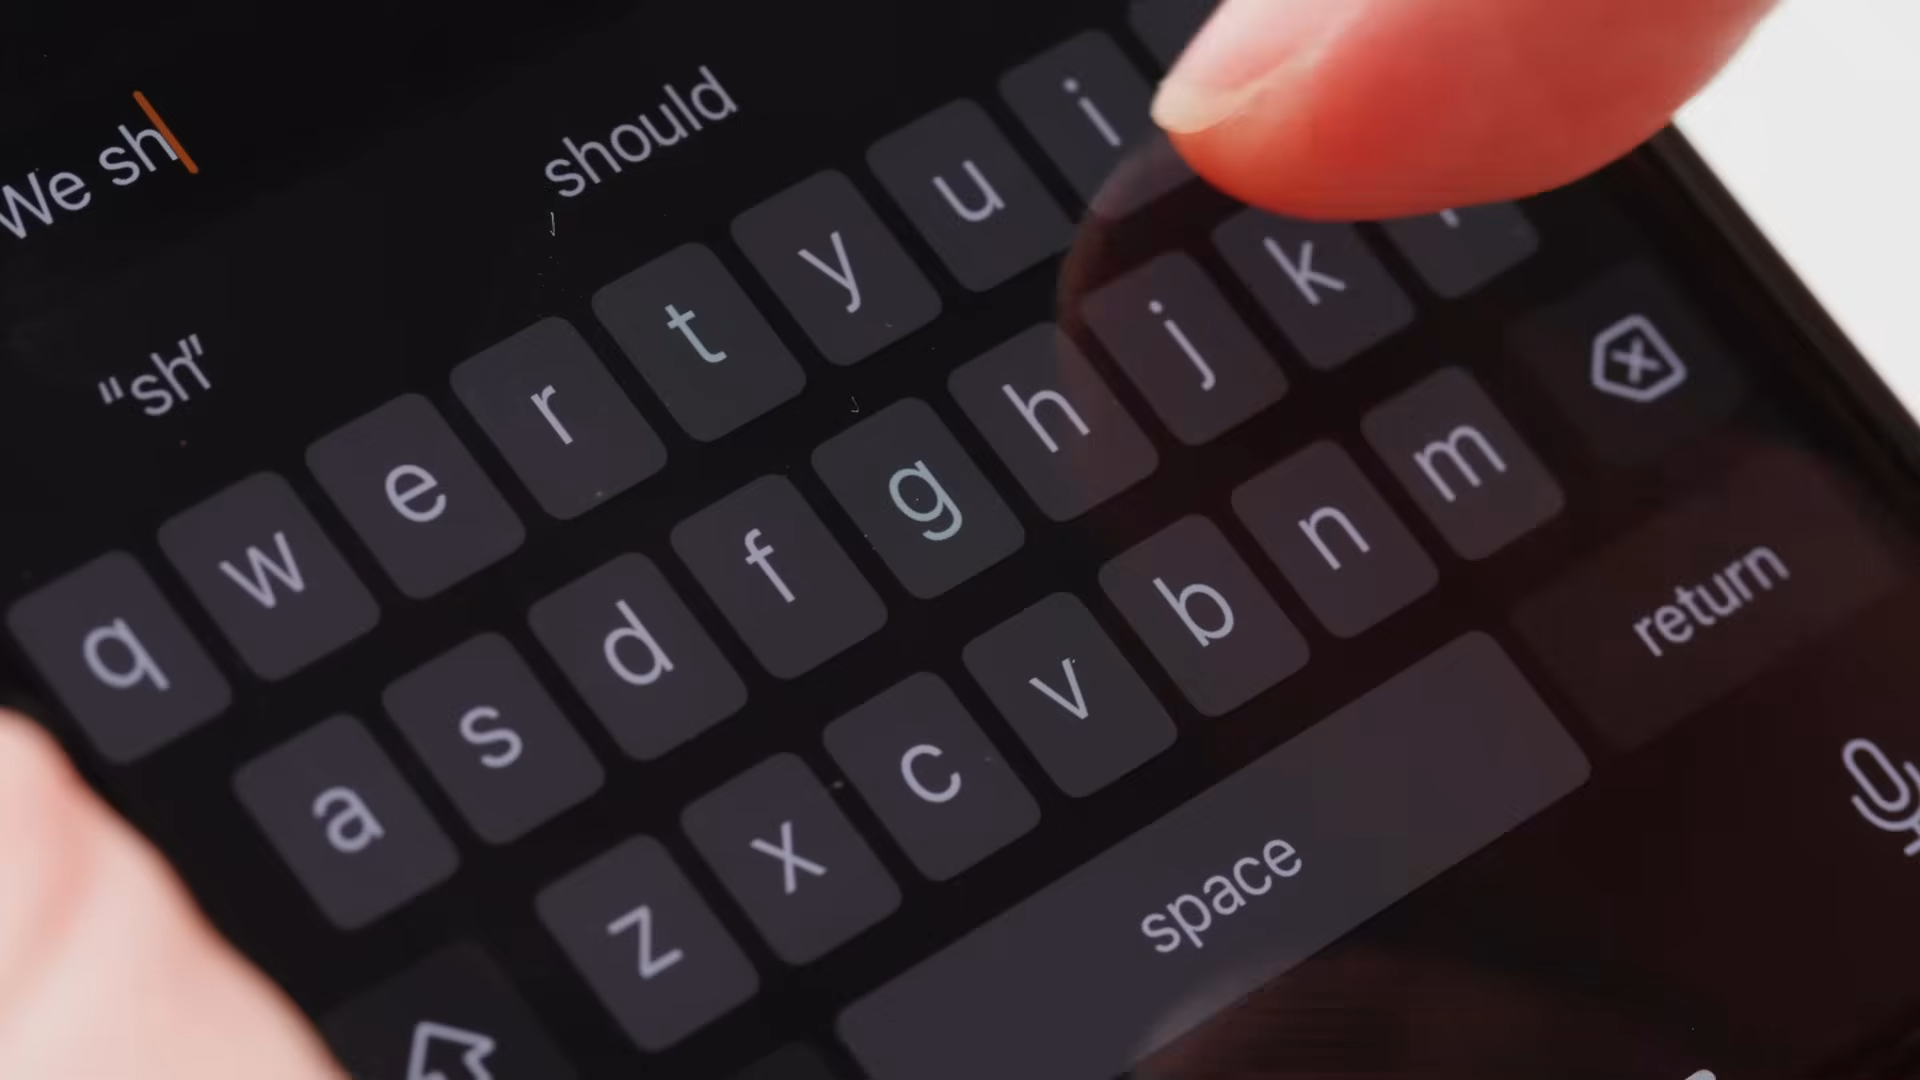 We sh
"sh" should
q w e r t y u i
a s d f g h j k
z x c v b n m
space return